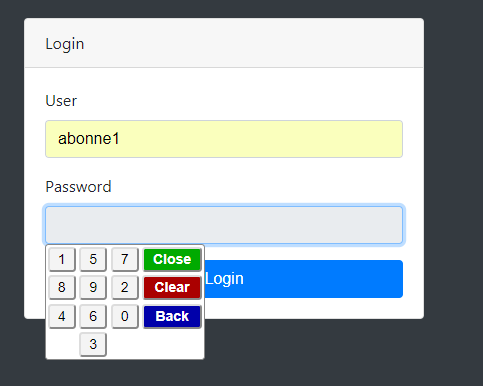 Login
User
abonne1
Password
1 5 7 Close
8 9 2 Clear
Login
4 6 0 Back
3